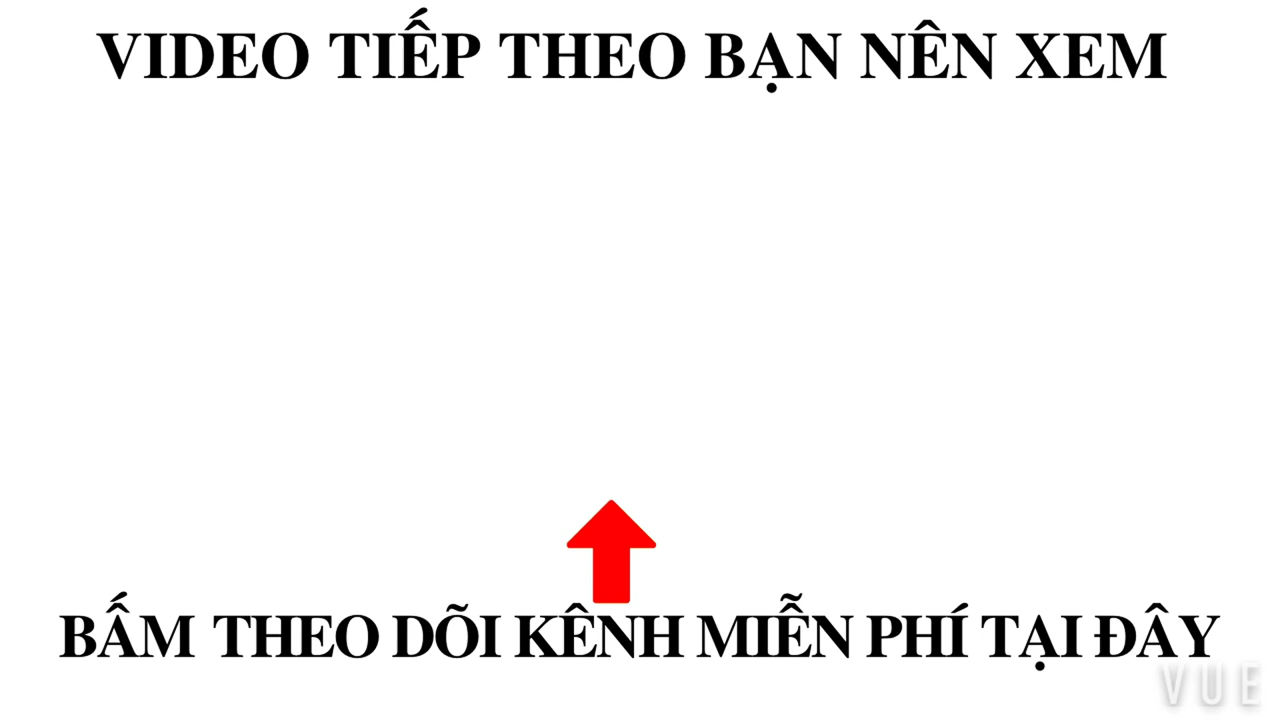 VIDEO TIẾP THEO BẠN NÊN XEM
BẤM THEO DÕI KÊNH MIỄN PHÍ TẠI ĐÂY
VUE